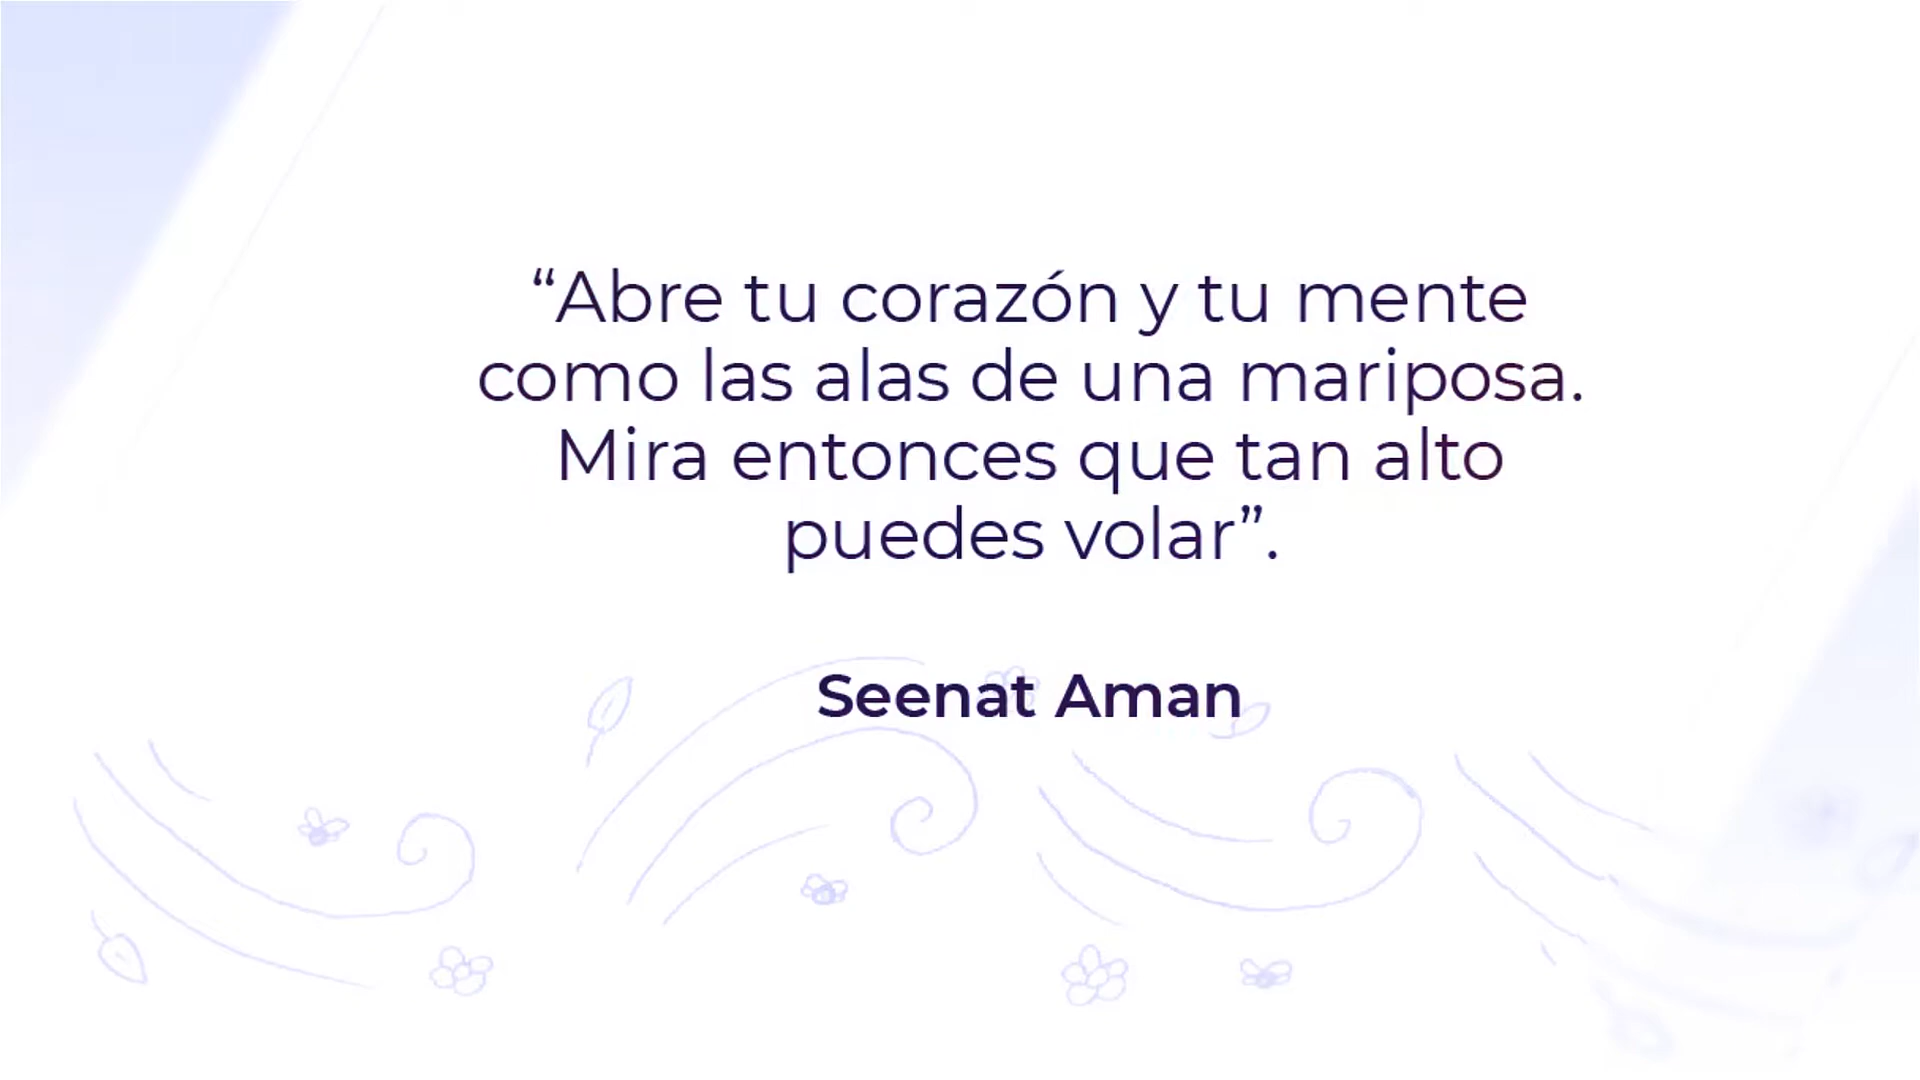 “Abre tu corazón y tu mente
como las alas de una mariposa.
Mira entonces que tan alto
puedes volar”.
Seenat Aman